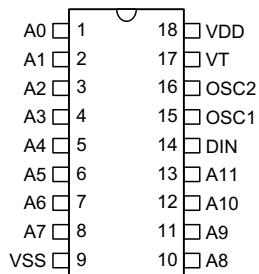 A0 1 18 VDD
A1 2 17 VT
A2 3 16 OSC2
A3 4 15 OSC1
A4 5 14 DIN
A5 6 13 A11
A6 7 12 A10
A7 8 11 A9
VSS 9 10 A8